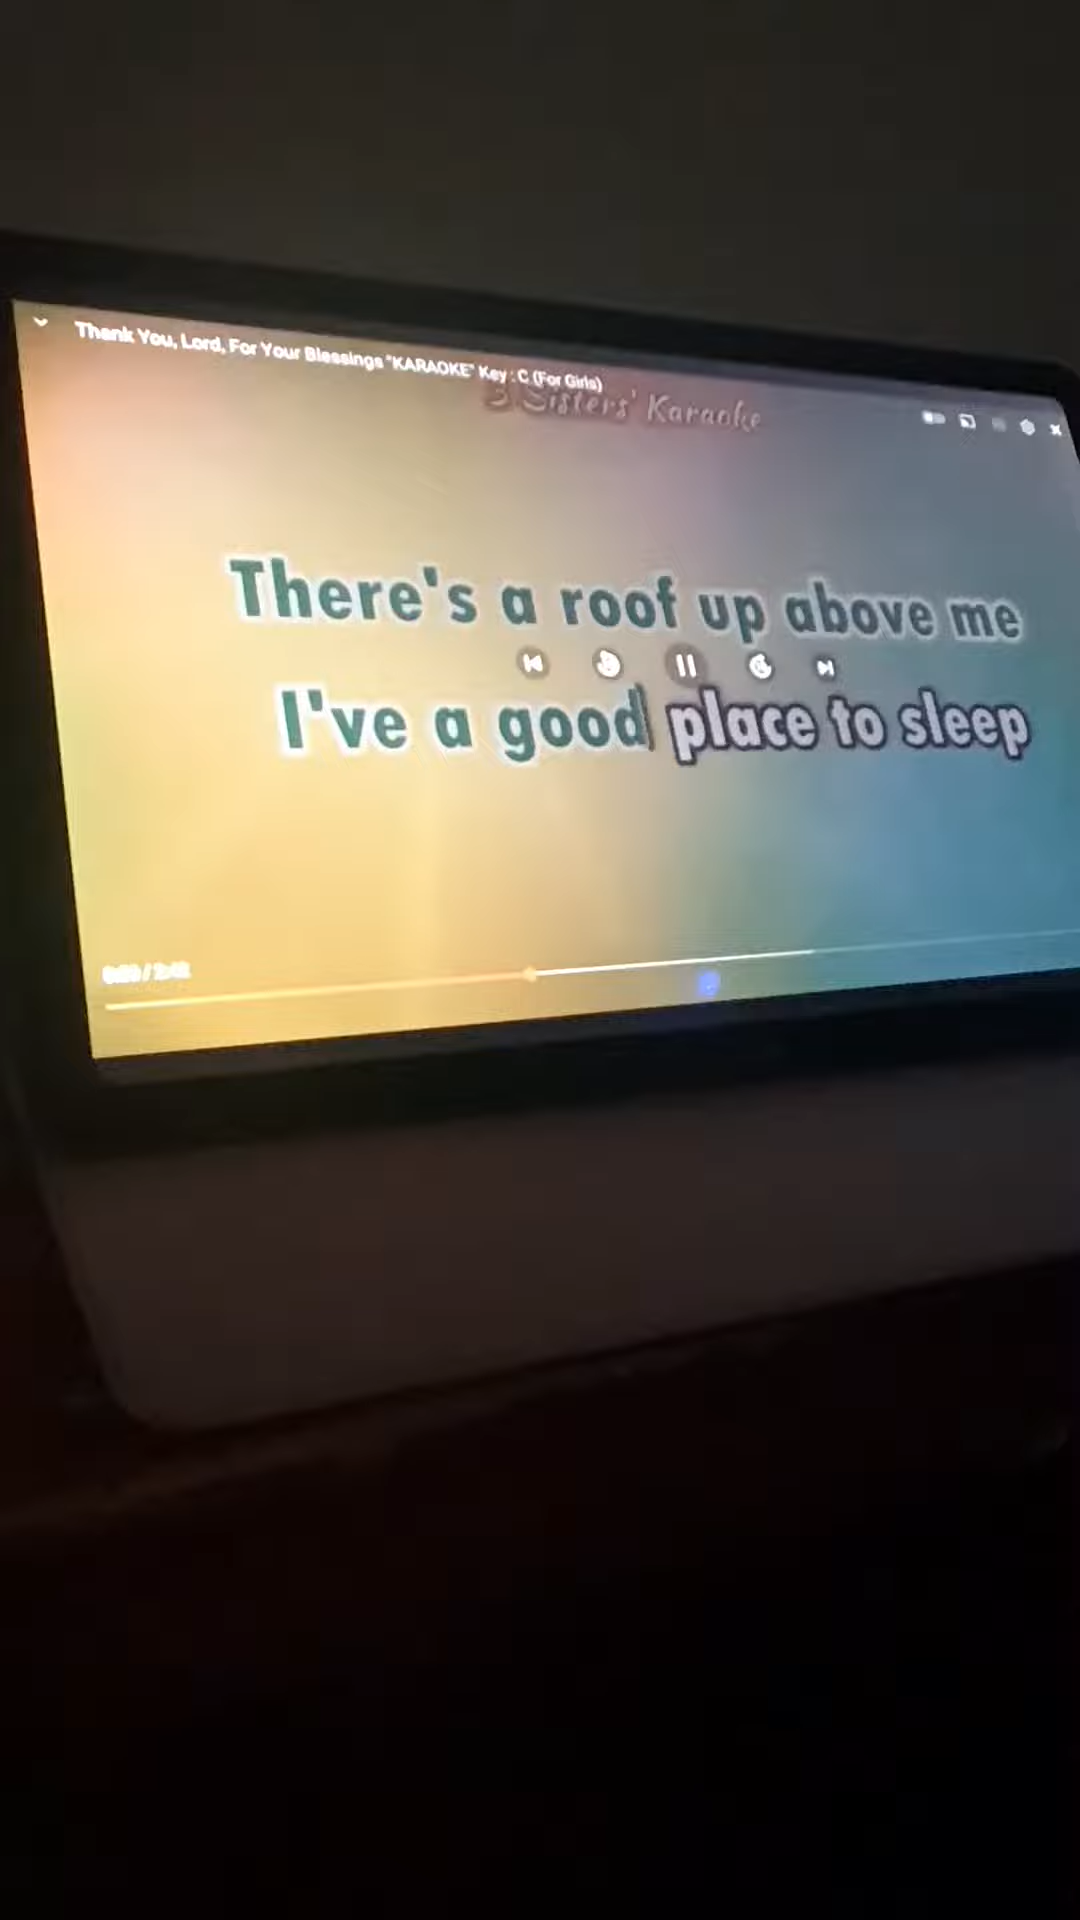 Thank You, Lord, For Your Blessings "KARAOKE" Key : C (For Girls)
3 Sisters' Karaoke
There's a roof up above me
I've a good place to sleep